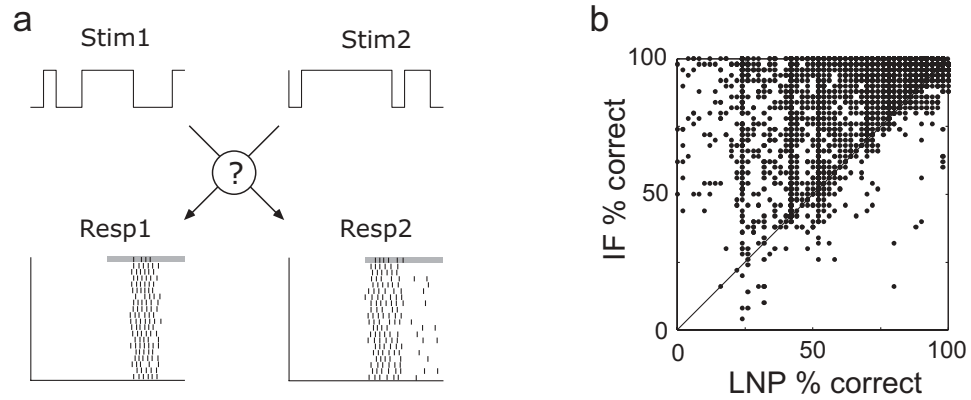 a
Stim1
Stim2
?
Resp1
Resp2
b
100
50
0
0
50
100
IF % correct
LNP % correct